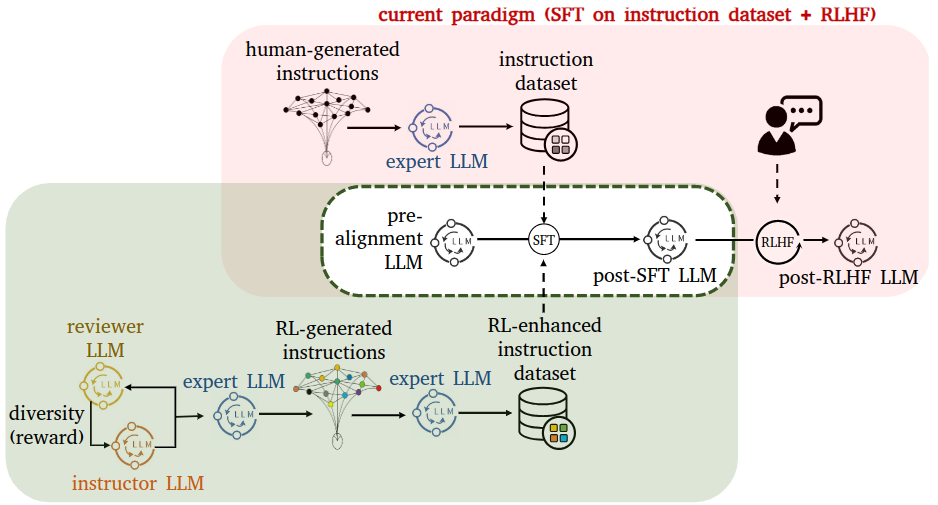 current paradigm (SFT on instruction dataset + RLHF)
human-generated
instructions
instruction
dataset
LLM
expert LLM
pre-
alignment
LLM
LLM
SFT
LLM
post-SFT LLM
RLHF
LLM
post-RLHF LLM
reviewer
LLM
LLM
diversity
(reward)
LLM
instructor LLM
expert LLM
LLM
RL-generated
instructions
expert LLM
LLM
RL-enhanced
instruction
dataset